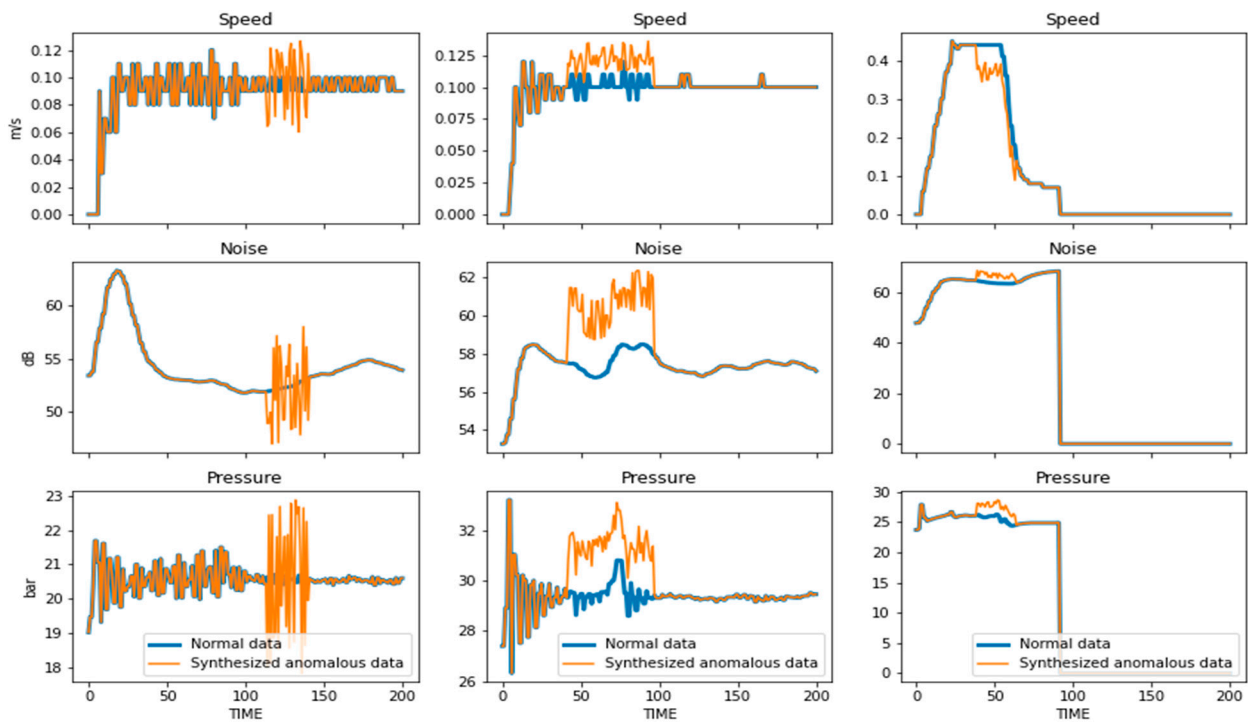 Speed Speed Speed
0.12 0.125 0.4
0.10 0.100
0.08 0.075 0.3
m/s
0.06 0.050 0.2
0.04
0.02 0.025 0.1
0.00 0.000 0.0
Noise Noise Noise
62
60 60 60
dB
55 58 40
56 20
50
54 0
Pressure Pressure Pressure
23 30
22 32 25
21 20
bar
20 30 15
19 28 10
18 5
26 0
Normal data Normal data Normal data
Synthesized anomalous data Synthesized anomalous data Synthesized anomalous data
0 50 100 150 200 0 50 100 150 200 0 50 100 150 200
TIME TIME TIME